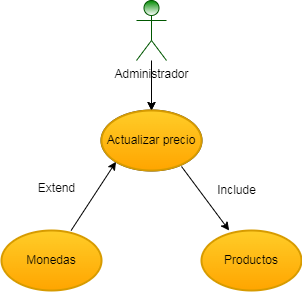 Administrador
Actualizar precio
Extend
Include
Monedas
Productos